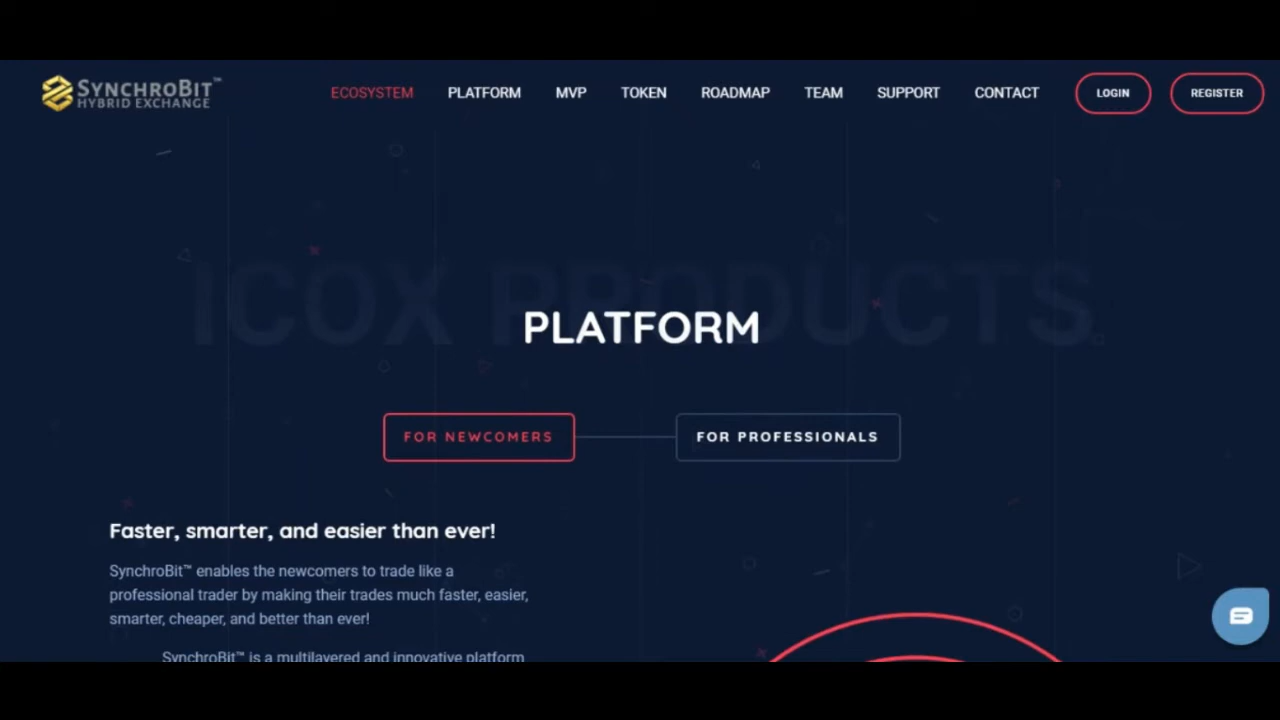 SYNCHROBIT™
HYBRID EXCHANGE
ECOSYSTEM PLATFORM MVP TOKEN ROADMAP TEAM SUPPORT CONTACT LOGIN REGISTER
ICOX PRODUCTS
PLATFORM
FOR NEWCOMERS FOR PROFESSIONALS
Faster, smarter, and easier than ever!
SynchroBit™ enables the newcomers to trade like a
professional trader by making their trades much faster, easier,
smarter, cheaper, and better than ever!
SynchroBit™ is a multilayered and innovative platform